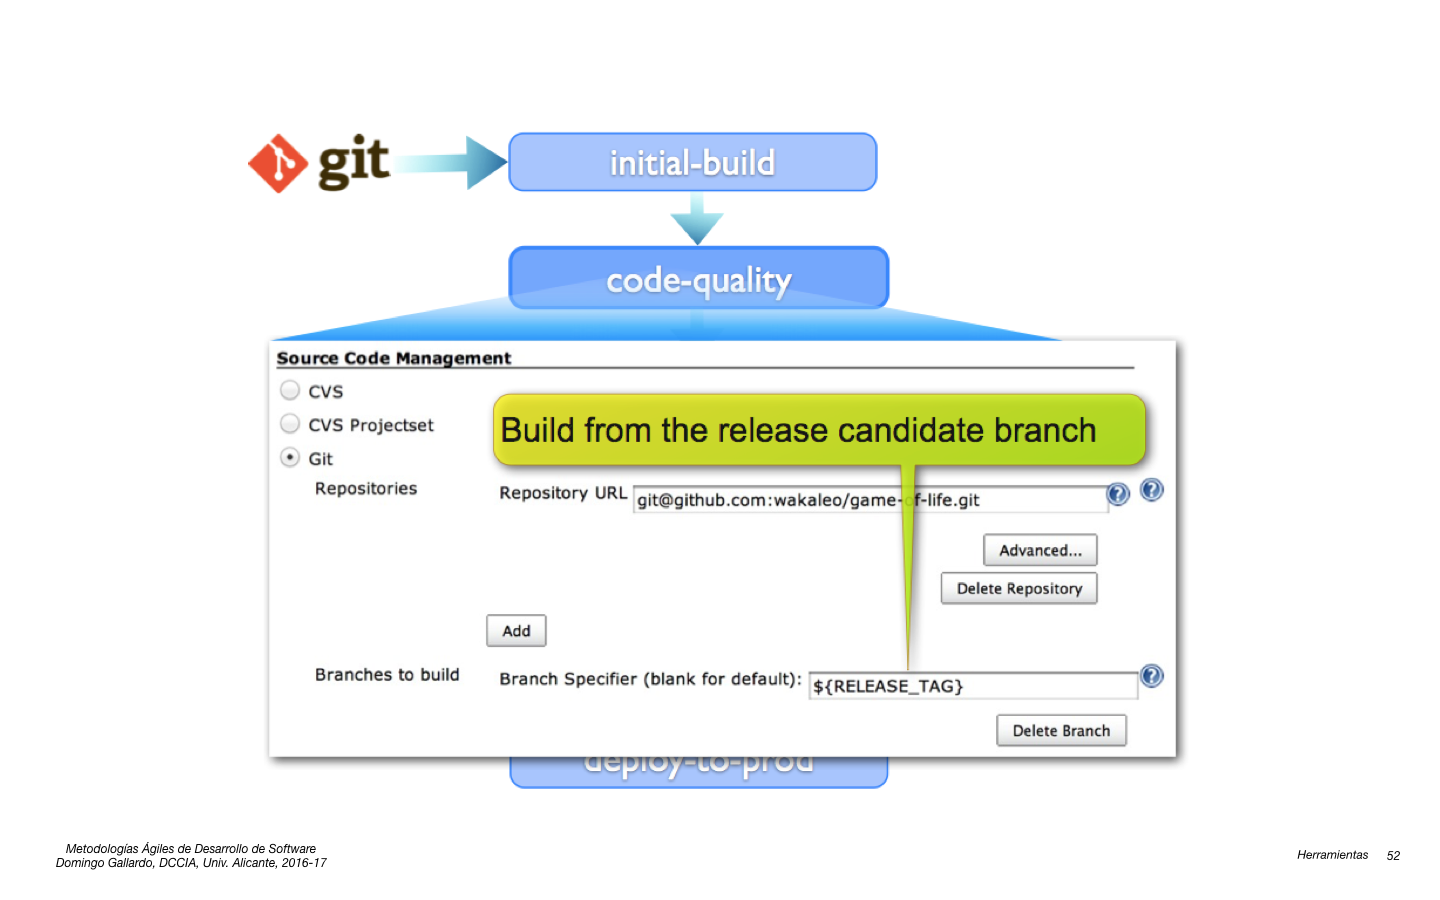 git
initial-build
code-quality
Source Code Management
CVS
CVS Projectset
Git
Build from the release candidate branch
Repositories
Repository URL
git@github.com:wakaleo/game-of-life.git
Advanced...
Delete Repository
Add
Branches to build
Branch Specifier (blank for default):
${RELEASE_TAG}
Delete Branch
deploy-to-prod
Metodologías Ágiles de Desarrollo de Software
Domingo Gallardo, DCCIA, Univ. Alicante, 2016-17
Herramientas 52